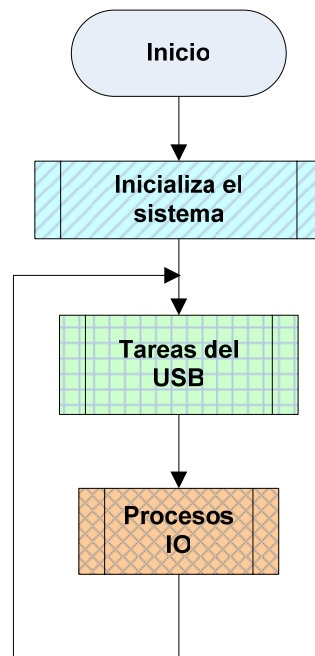 Inicio
Inicializa el
sistema
Tareas del
USB
Procesos
IO